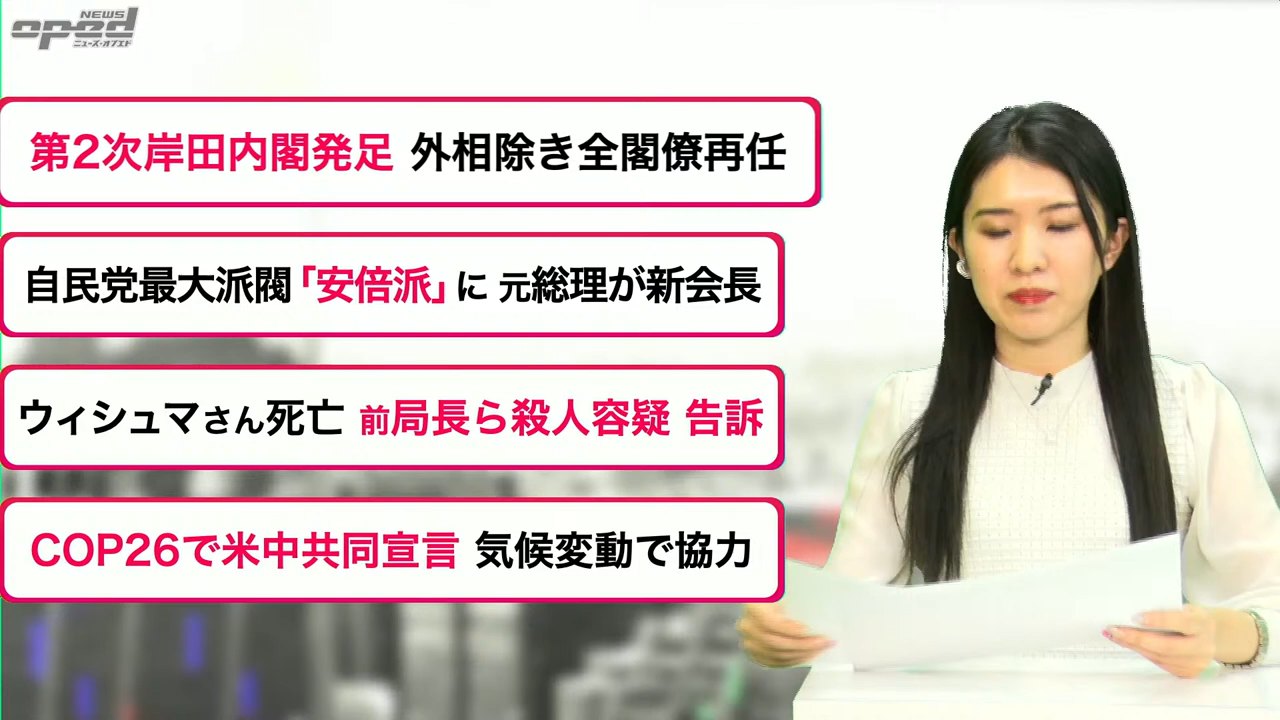 NEWS
oped
ニューズ・オプエド
第2次岸田内閣発足 外相除き全閣僚再任
自民党最大派閥「安倍派」に 元総理が新会長
ウィシュマさん死亡 前局長ら殺人容疑 告訴
COP26で米中共同宣言 気候変動で協力